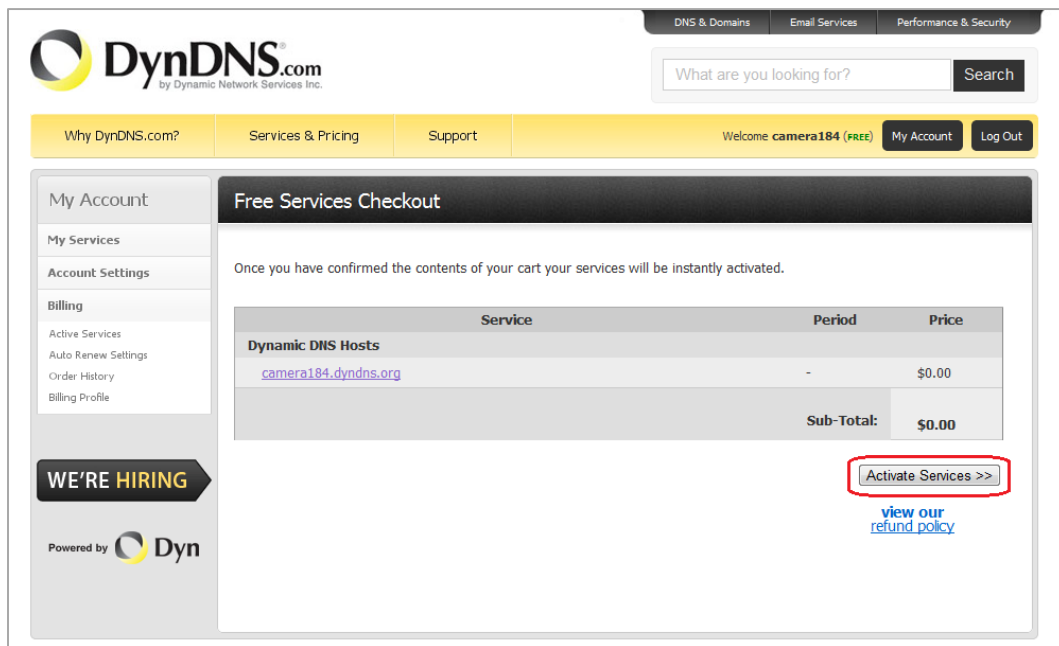 DNS & Domains Email Services Performance & Security
DynDNS.com
by Dynamic Network Services Inc.
What are you looking for? Search
Why DynDNS.com? Services & Pricing Support Welcome camera184 (FREE) My Account Log Out
My Account
My Services
Account Settings
Billing
Active Services
Auto Renew Settings
Order History
Billing Profile
WE'RE HIRING
Powered by Dyn
Free Services Checkout
Once you have confirmed the contents of your cart your services will be instantly activated.
Service Period Price
Dynamic DNS Hosts
camera184.dyndns.org - $0.00
Sub-Total: $0.00
Activate Services >>
view our
refund policy